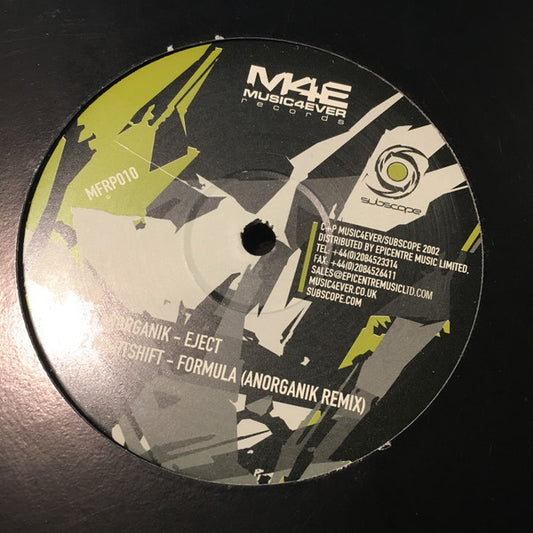 M4E
MUSIC4EVER
records
subscope
MFRP010
C+P MUSIC4EVER/SUBSCOPE 2002
DISTRIBUTED BY EPICENTRE MUSIC LIMITED.
TEL: +44(0)2084523314
FAX: +44(0)2084526411
SALES@EPICENTREMUSICLTD.COM
MUSIC4EVER.CO.UK
SUBSCOPE.COM
- EJECT
- FORMULA (ANORGANIK REMIX)